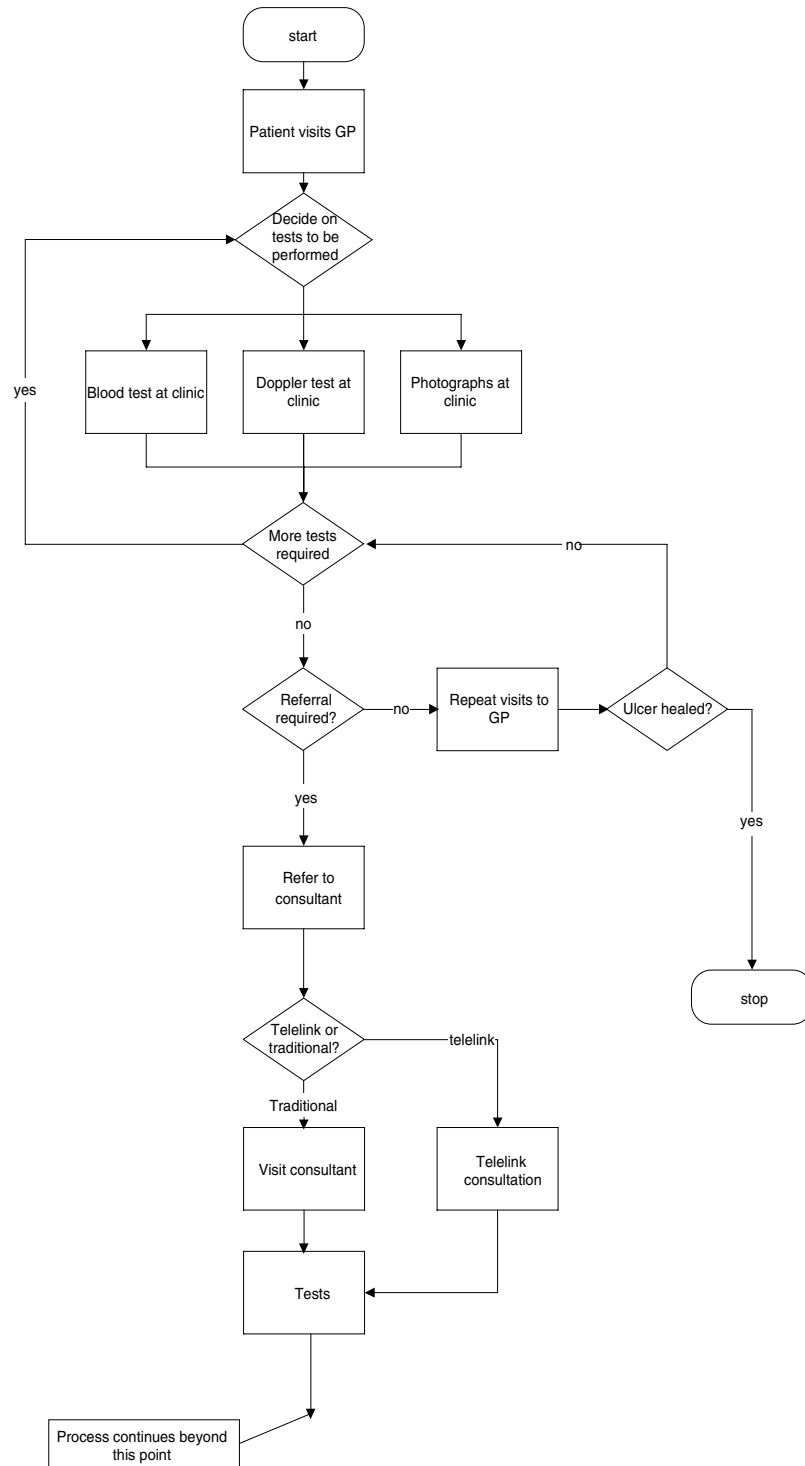 start
Patient visits GP
Decide on
tests to be
performed
Blood test at clinic
Doppler test at
clinic
Photographs at
clinic
yes
More tests
required
no
no
Referral
required?
no
Repeat visits to
GP
Ulcer healed?
yes
yes
Refer to
consultant
stop
Telelink or
traditional?
telelink
Traditional
Visit consultant
Telelink
consultation
Tests
Process continues beyond
this point